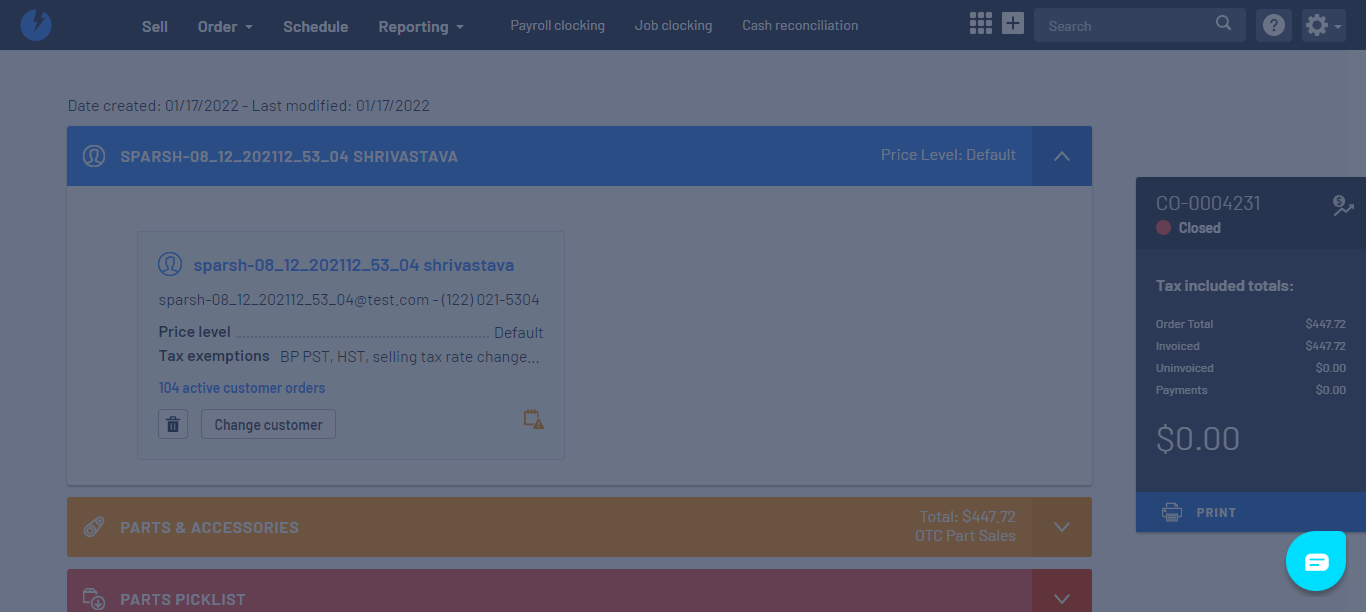 Sell Order Schedule Reporting Payroll clocking Job clocking Cash reconciliation Search
Date created: 01/17/2022 - Last modified: 01/17/2022
SPARSH-08_12_202112_53_04 SHRIVASTAVA
Price Level: Default
sparsh-08_12_202112_53_04 shrivastava
sparsh-08_12_202112_53_04@test.com - (122) 021-5304
Price level Default
Tax exemptions BP PST, HST, selling tax rate change...
104 active customer orders
Change customer
PARTS & ACCESSORIES
Total: $447.72
OTC Part Sales
PARTS PICKLIST
CO-0004231
Closed
Tax included totals:
Order Total $447.72
Invoiced $447.72
Uninvoiced $0.00
Payments $0.00
$0.00
PRINT